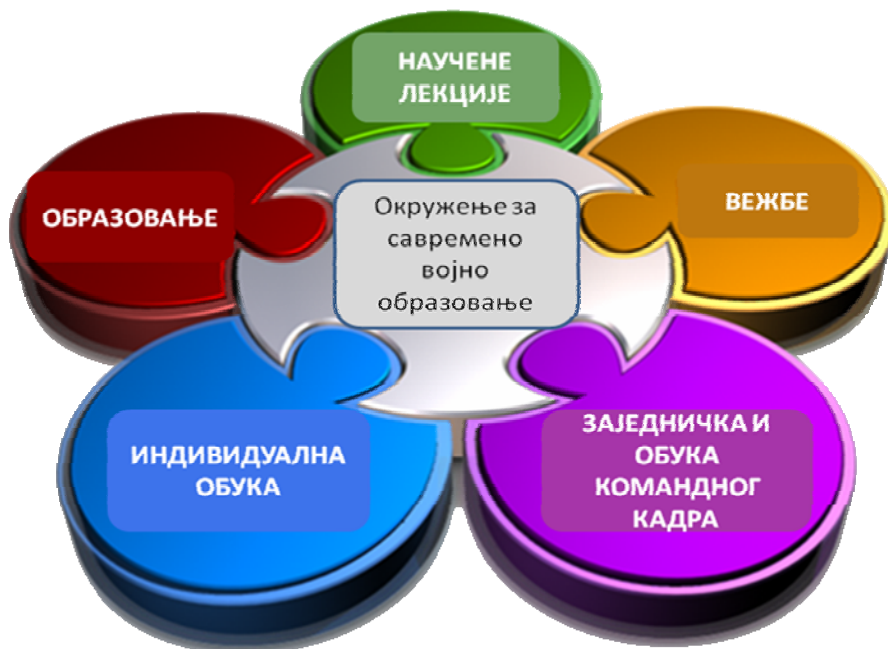 НАУЧЕНЕ
ЛЕКЦИЈЕ
ОБРАЗОВАЊЕ
ВЕЖБЕ
Окружење за
савремено
војно
образовање
ИНДИВИДУАЛНА
ОБУКА
ЗАЈЕДНИЧКА И
ОБУКА
КОМАНДНОГ
КАДРА